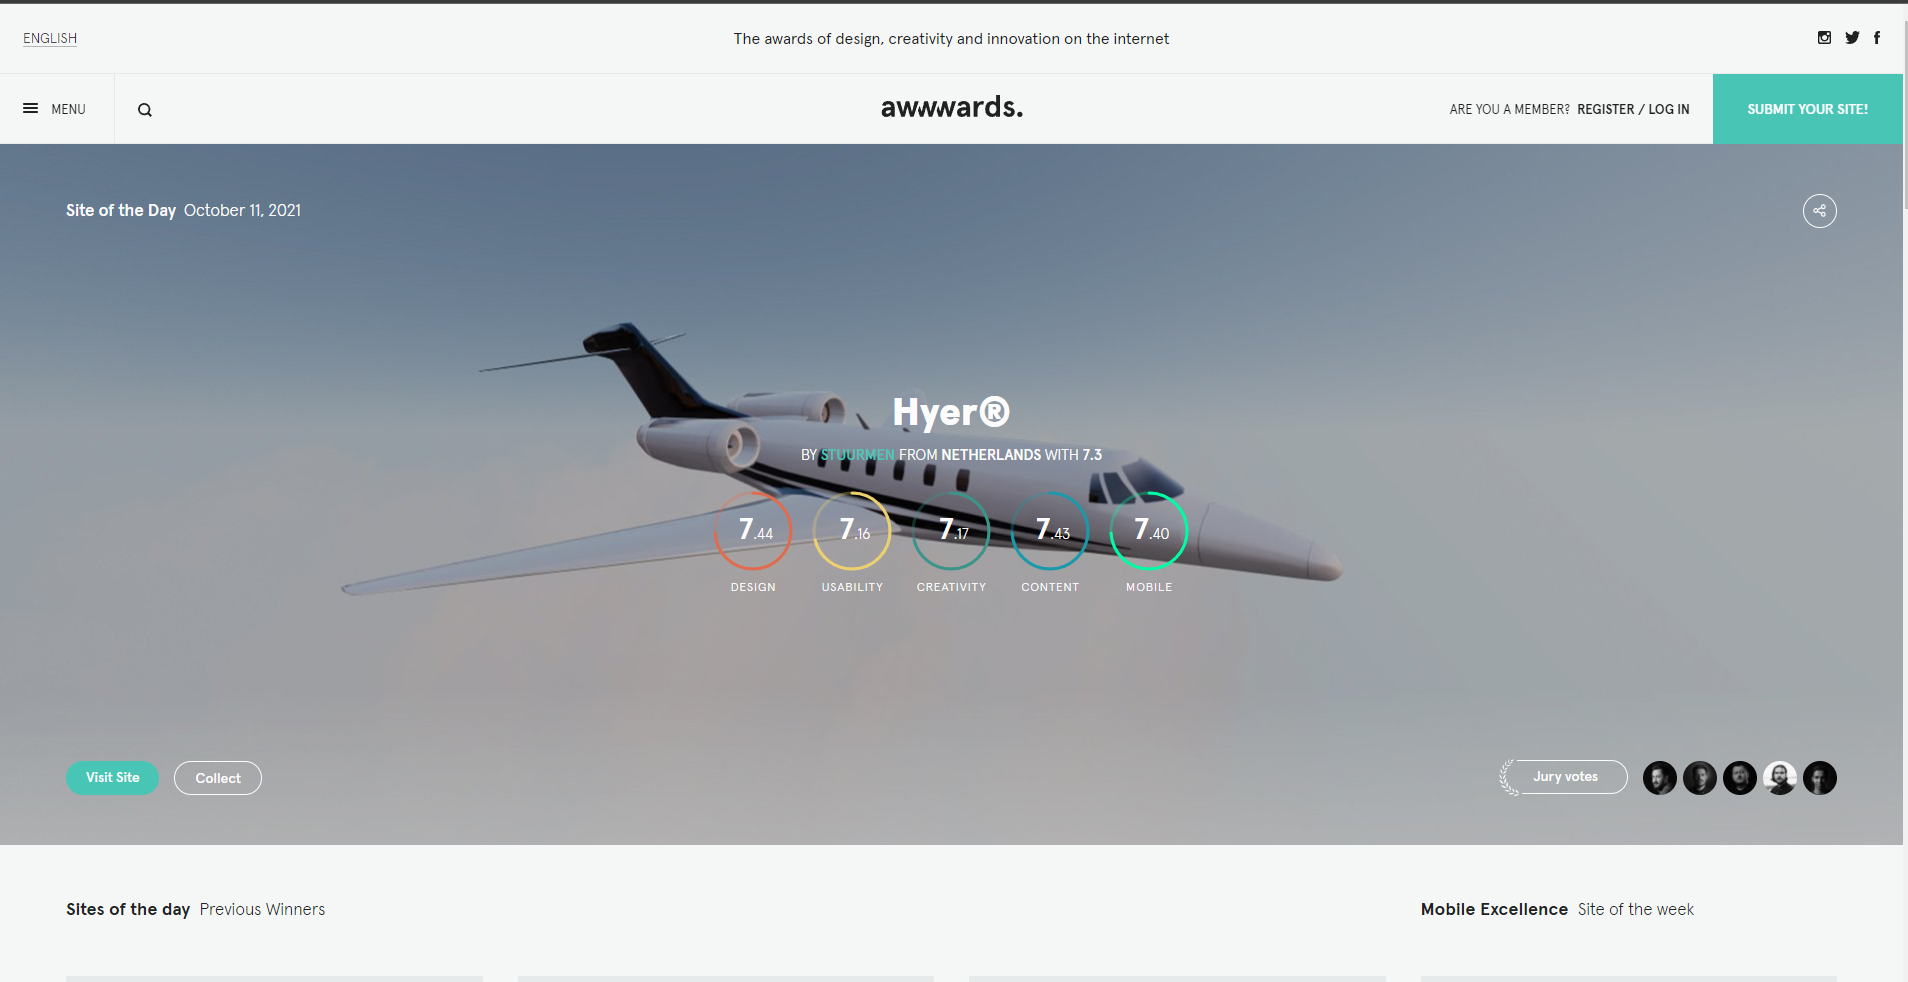 ENGLISH
The awards of design, creativity and innovation on the internet
MENU
awwwards.
ARE YOU A MEMBER? REGISTER / LOG IN
SUBMIT YOUR SITE!
Site of the Day October 11, 2021
Hyer®
BY STUURMEN FROM NETHERLANDS WITH 7.3
7.44 7.16 7.17 7.43 7.40
DESIGN USABILITY CREATIVITY CONTENT MOBILE
Visit Site Collect
Jury votes
Sites of the day Previous Winners
Mobile Excellence Site of the week